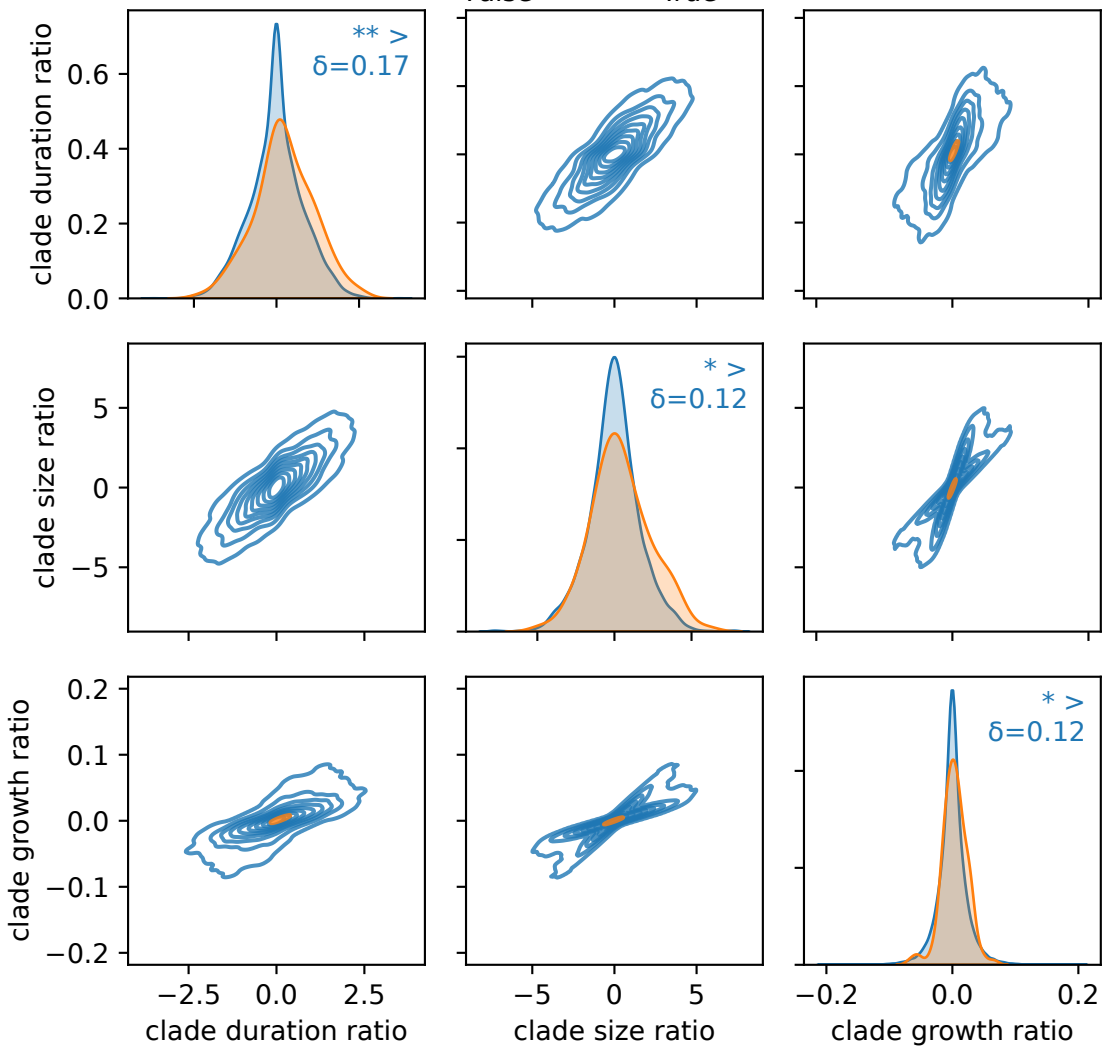 ** >
δ=0.17
clade duration ratio
0.6
0.4
0.2
0.0
* >
δ=0.12
clade size ratio
5
0
−5
* >
δ=0.12
clade growth ratio
0.2
0.1
0.0
−0.1
−0.2
−2.5 0.0 2.5 −5 0 5 −0.2 0.0 0.2
clade duration ratio clade size ratio clade growth ratio